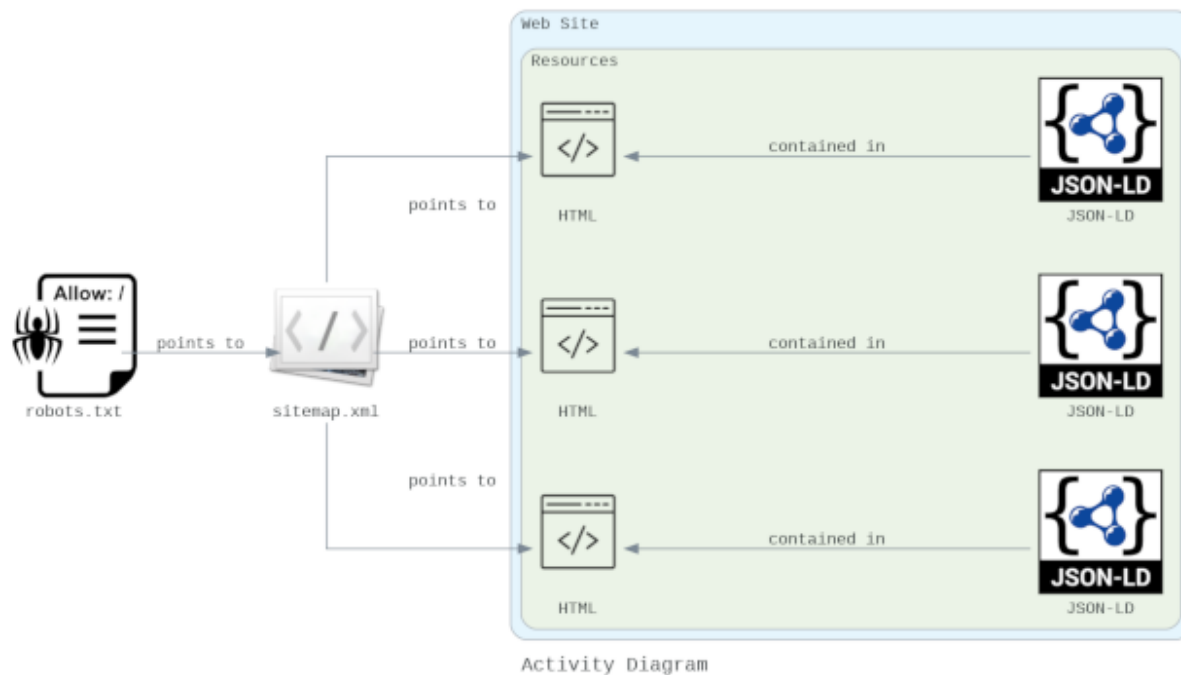 Web Site
Resources
</>
{ }
JSON-LD
contained in
HTML
JSON-LD
points to
Allow: /
robots.txt
points to
</>
sitemap.xml
points to
</>
HTML
contained in
{ }
JSON-LD
JSON-LD
points to
</>
HTML
contained in
{ }
JSON-LD
JSON-LD
Activity Diagram